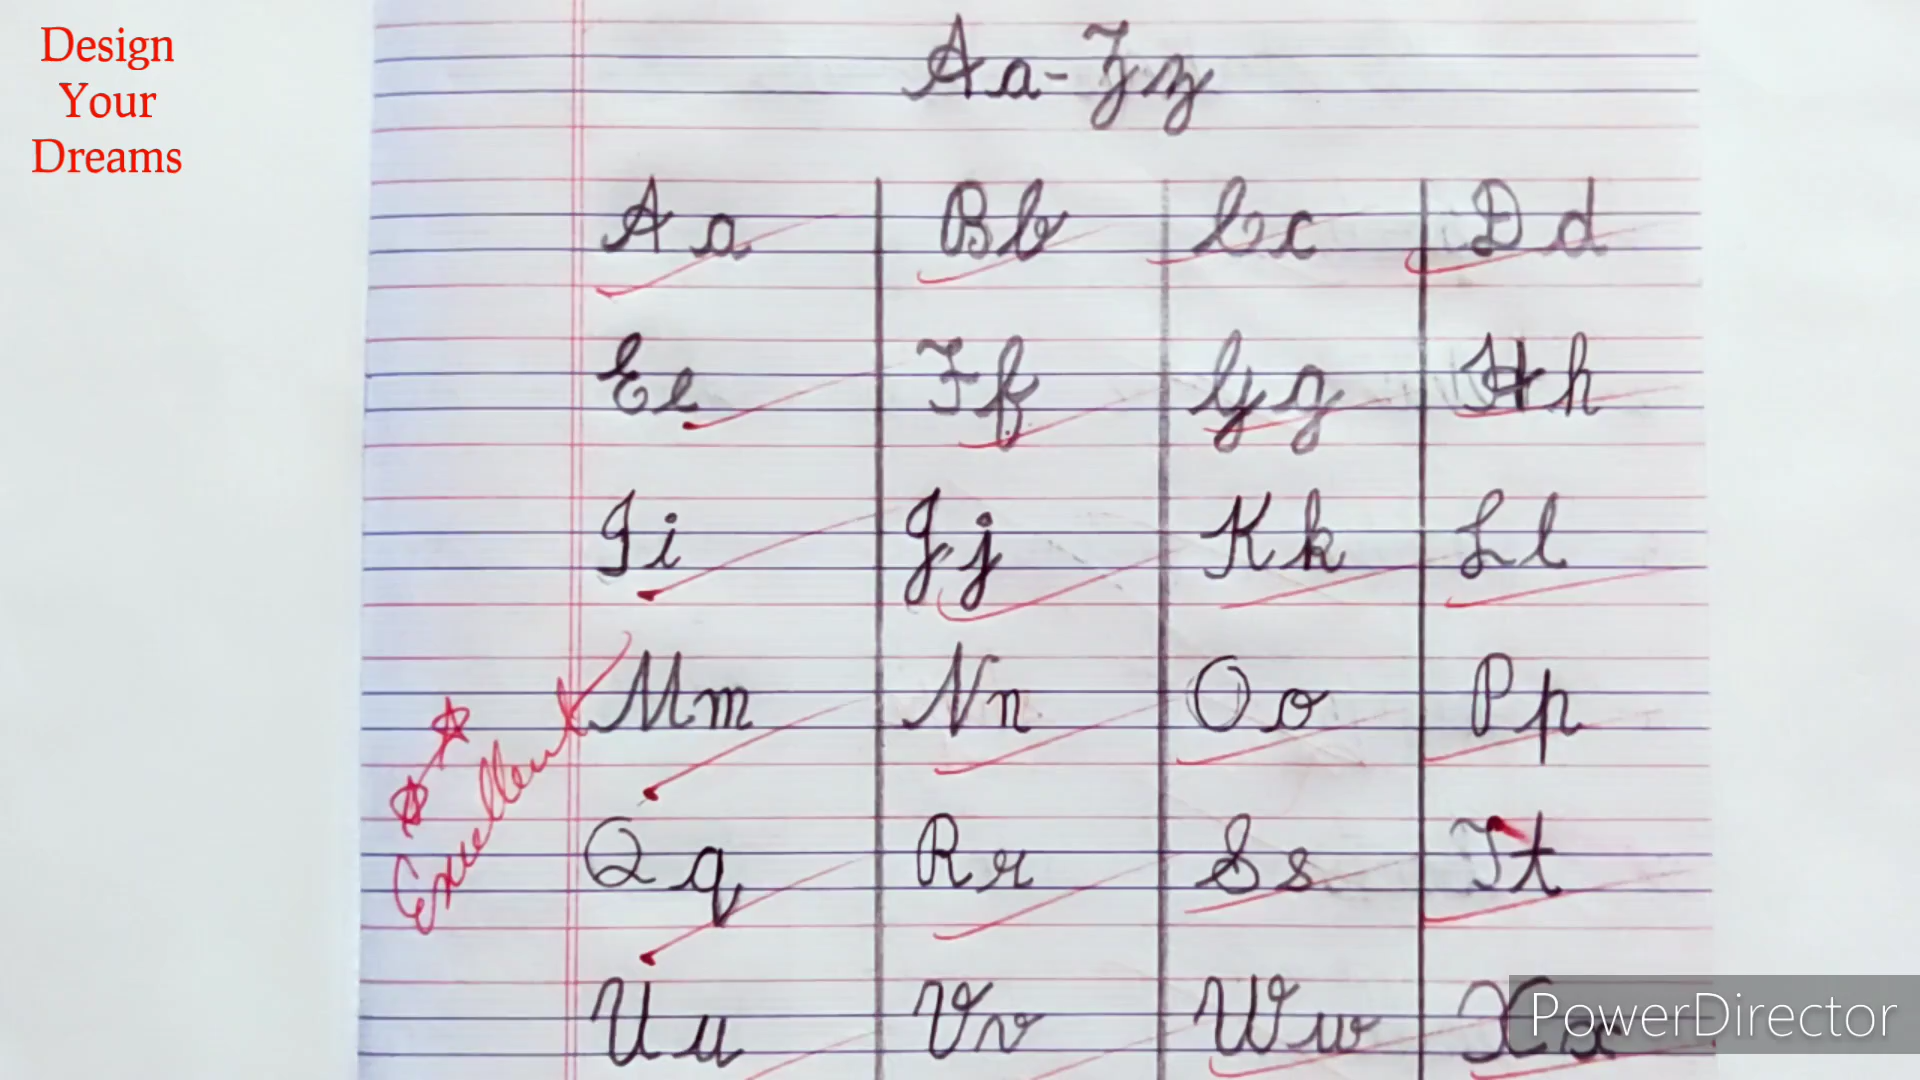 Design
Your
Dreams
Aa-Zz
Aa Bb Cc Dd
Ee Ff Gg Hh
Ii Jj Kk Ll
Mm Nn Oo Pp
Excellent
Qq Rr Ss Tt
Uu Vv Ww Xx
PowerDirector